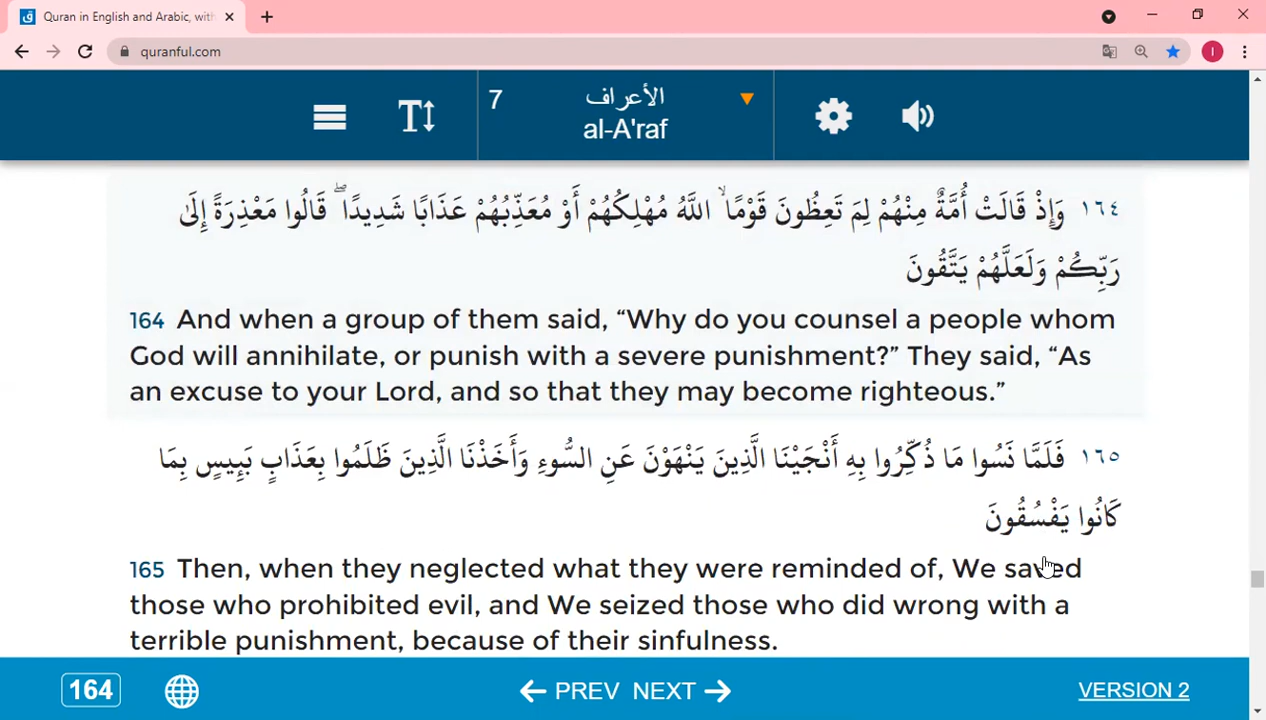 Quran in English and Arabic, with
quranful.com
I
7
الأعراف
al-A'raf
١٦٤ وَإِذْ قَالَتْ أُمَّةٌ مِنْهُمْ لِمَ تَعِظُونَ قَوْمًا ۙ اللَّهُ مُهْلِكُهُمْ أَوْ مُعَذِّبُهُمْ عَذَابًا شَدِيدًا ۖ قَالُوا مَعْذِرَةً إِلَىٰ
رَبِّكُمْ وَلَعَلَّهُمْ يَتَّقُونَ
164 And when a group of them said, “Why do you counsel a people whom
God will annihilate, or punish with a severe punishment?” They said, “As
an excuse to your Lord, and so that they may become righteous.”
١٦٥ فَلَمَّا نَسُوا مَا ذُكِّرُوا بِهِ أَنْجَيْنَا الَّذِينَ يَنْهَوْنَ عَنِ السُّوءِ وَأَخَذْنَا الَّذِينَ ظَلَمُوا بِعَذَابٍ بَئِيسٍ بِمَا
كَانُوا يَفْسُقُونَ
165 Then, when they neglected what they were reminded of, We saved
those who prohibited evil, and We seized those who did wrong with a
terrible punishment, because of their sinfulness.
164
PREV NEXT
VERSION 2